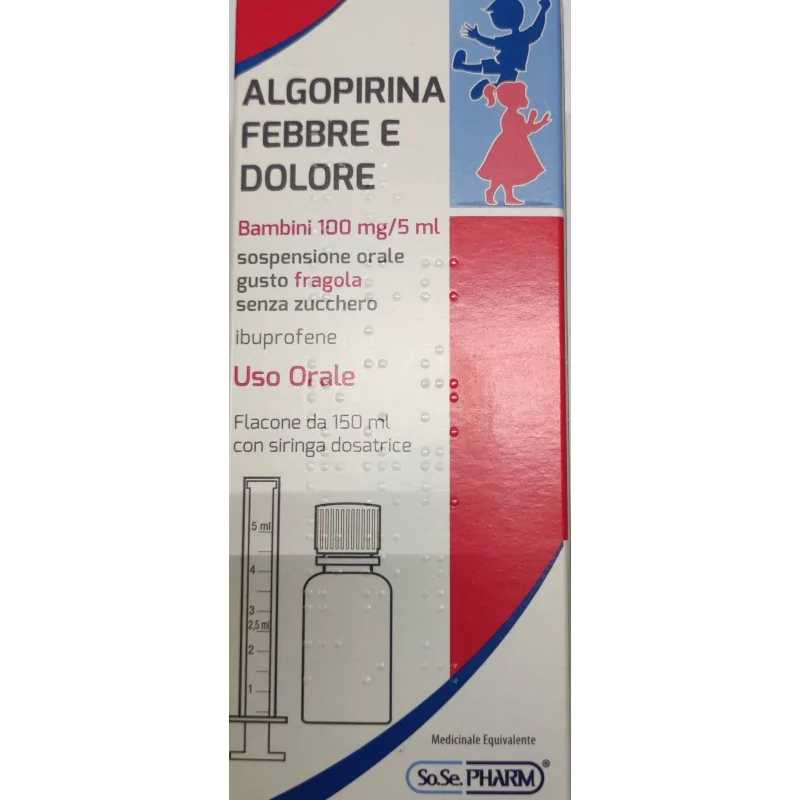 ALGOPIRINA
FEBBRE E
DOLORE
Bambini 100 mg/5 ml
sospensione orale
gusto fragola
senza zucchero
ibuprofene
Uso Orale
Flacone da 150 ml
con siringa dosatrice
5 ml
4
3
2,5 ml
2
1
Medicinale Equivalente
So.Se. PHARM®